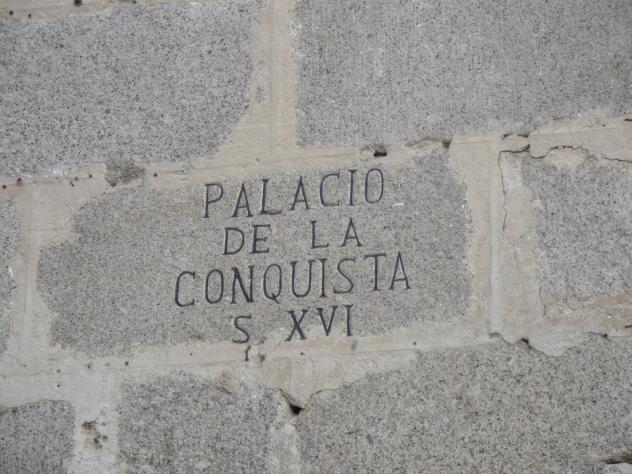 PALACIO
DE LA
CONQUISTA
S XVI